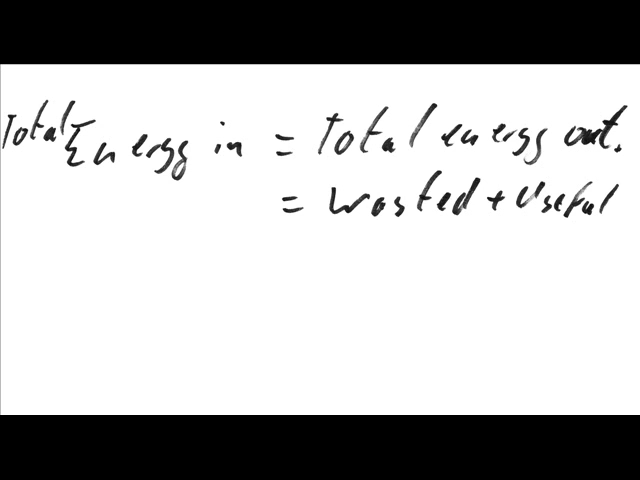 Total Energy in = Total energy out.
= Wasted + Useful